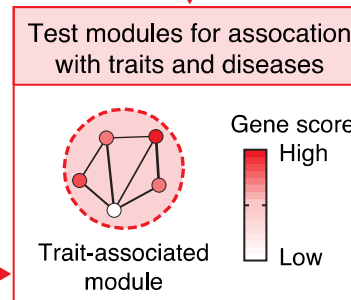 Test modules for assocation
with traits and diseases
Gene score
High
Low
Trait-associated
module